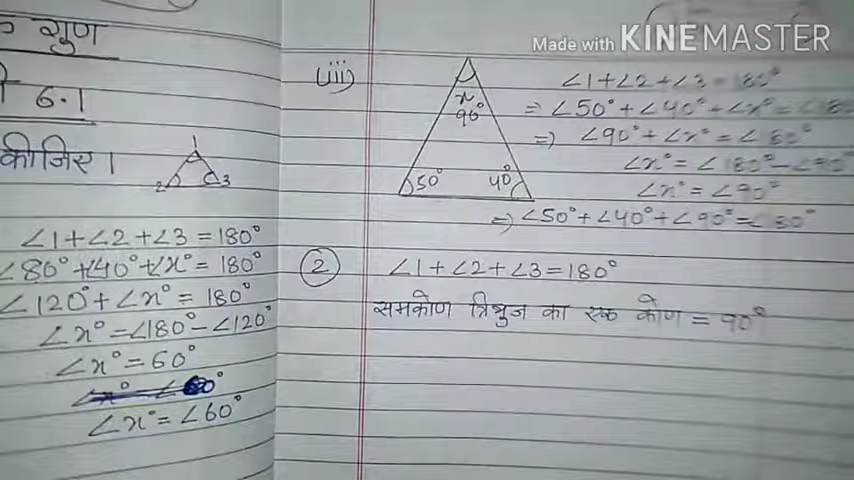 गुण
6.1
कीजिए।
1
2 3
∠1+∠2+∠3=180°
∠80°+∠40°+∠x°=180°
∠120°+∠x°=180°
∠x°=∠180°-∠120°
∠x°=60°
∠x°=∠60°
Made with KINEMASTER
(iii)
x
90°
50° 40°
∠1+∠2+∠3=180°
⇒ ∠50°+∠40°+∠x°=∠180
⇒) ∠90°+∠x°=∠180°
∠x°=∠180°-∠90°
∠x°=∠90°
⇒) ∠50°+∠40°+∠90°=∠180°
2 ∠1+∠2+∠3=180°
समकोण त्रिभुज का एक कोण = 90°